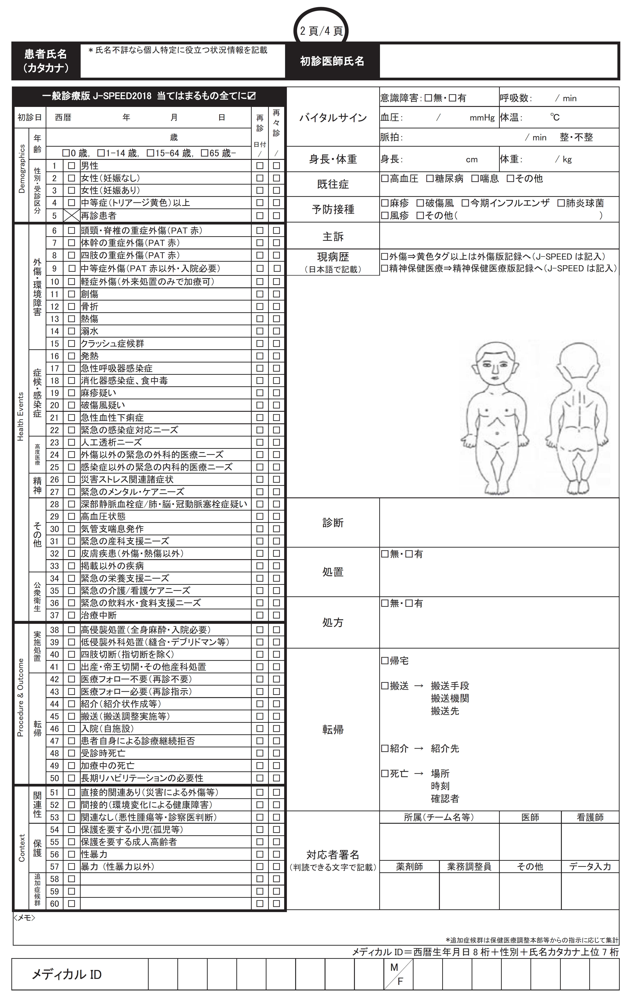 2 頁/4 頁
患者氏名
(カタカナ)
＊氏名不詳なら個人特定に役立つ状況情報を記載
初診医師氏名
一般診療版 J-SPEED2018 当てはまるもの全てに☑
初診日
西暦 年 月 日
再診
日付
/
再々診
/
Demographics
年齢
歳
□0 歳, □1-14 歳, □15-64 歳, □65 歳-
性別・受診区分
1 □ 男性 □ □
2 □ 女性(妊娠なし) □ □
3 □ 女性(妊娠あり) □ □
4 □ 中等症(トリアージ黄色)以上 □ □
5 再診患者 □ □
Health Events
外傷・環境障害
6 □ 頭頸・脊椎の重症外傷(PAT 赤) □ □
7 □ 体幹の重症外傷(PAT 赤) □ □
8 □ 四肢の重症外傷(PAT 赤) □ □
9 □ 中等症外傷(PAT 赤以外・入院必要) □ □
10 □ 軽症外傷(外来処置のみで加療可) □ □
11 □ 創傷 □ □
12 □ 骨折 □ □
13 □ 熱傷 □ □
14 □ 溺水 □ □
15 □ クラッシュ症候群 □ □
症候・感染症
16 □ 発熱 □ □
17 □ 急性呼吸器感染症 □ □
18 □ 消化器感染症、食中毒 □ □
19 □ 麻疹疑い □ □
20 □ 破傷風疑い □ □
21 □ 急性血性下痢症 □ □
22 □ 緊急の感染症対応ニーズ □ □
高度医療
23 □ 人工透析ニーズ □ □
24 □ 外傷以外の緊急の外科的医療ニーズ □ □
25 □ 感染症以外の緊急の内科的医療ニーズ □ □
精神
26 □ 災害ストレス関連諸症状 □ □
27 □ 緊急のメンタル・ケアニーズ □ □
その他
28 □ 深部静脈血栓症/肺・脳・冠動脈塞栓症疑い □ □
29 □ 高血圧状態 □ □
30 □ 気管支喘息発作 □ □
31 □ 緊急の産科支援ニーズ □ □
32 □ 皮膚疾患(外傷・熱傷以外) □ □
33 □ 掲載以外の疾病 □ □
公衆衛生
34 □ 緊急の栄養支援ニーズ □ □
35 □ 緊急の介護/看護ケアニーズ □ □
36 □ 緊急の飲料水・食料支援ニーズ □ □
37 □ 治療中断 □ □
Procedure & Outcome
実施処置
38 □ 高侵襲処置(全身麻酔・入院必要) □ □
39 □ 低侵襲外科処置(縫合・デブリドマン等) □ □
40 □ 四肢切断(指切断を除く) □ □
41 □ 出産・帝王切開・その他産科処置 □ □
転帰
42 □ 医療フォロー不要(再診不要) □ □
43 □ 医療フォロー必要(再診指示) □ □
44 □ 紹介(紹介状作成等) □ □
45 □ 搬送(搬送調整実施等) □ □
46 □ 入院(自施設) □ □
47 □ 患者自身による診療継続拒否 □ □
48 □ 受診時死亡 □ □
49 □ 加療中の死亡 □ □
50 □ 長期リハビリテーションの必要性 □ □
Context
関連性
51 □ 直接的関連あり(災害による外傷等) □ □
52 □ 間接的(環境変化による健康障害) □ □
53 □ 関連なし(悪性腫瘍等・診察医判断) □ □
保護
54 □ 保護を要する小児(孤児等) □ □
55 □ 保護を要する成人高齢者 □ □
56 □ 性暴力 □ □
57 □ 暴力 (性暴力以外) □ □
追加症候群
58 □ □ □
59 □ □ □
60 □ □ □
バイタルサイン
意識障害：□無・□有
呼吸数： / min
血圧： / mmHg
体温： ℃
脈拍： / min 整・不整
身長・体重
身長： cm
体重： / kg
既往症
□高血圧 □糖尿病 □喘息 □その他
予防接種
□麻疹 □破傷風 □今期インフルエンザ □肺炎球菌
□風疹 □その他( )
主訴
現病歴
(日本語で記載)
□外傷⇒黄色タグ以上は外傷版記録へ(J-SPEED は記入)
□精神保健医療⇒精神保健医療版記録へ(J-SPEED は記入)
診断
処置
□無・□有
処方
□無・□有
転帰
□帰宅
□搬送 → 搬送手段
搬送機関
搬送先
□紹介 → 紹介先
□死亡 → 場所
時刻
確認者
対応者署名
(判読できる文字で記載)
所属(チーム名等) 医師 看護師
薬剤師 業務調整員 その他 データ入力
<メモ>
*追加症候群は保健医療調整本部等からの指示に応じて集計
メディカル ID＝西暦生年月日 8 桁＋性別＋氏名カタカナ上位 7 桁
メディカル ID
M/F